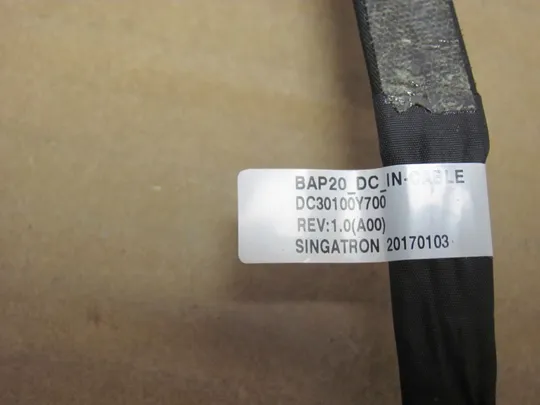 BAP20_DC_IN-CABLE
DC30100Y700
REV:1.0(A00)
SINGATRON 20170103